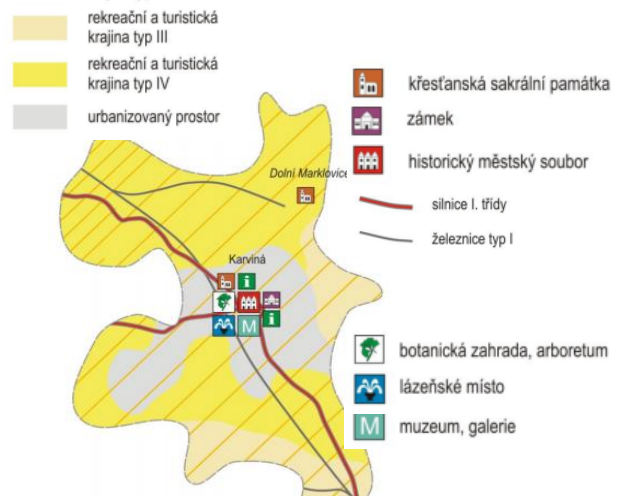 rekreační a turistická
krajina typ III
rekreační a turistická
krajina typ IV
urbanizovaný prostor
křesťanská sakrální památka
zámek
historický městský soubor
silnice I. třídy
železnice typ I
Dolní Marklovice
Karviná
i
M
i
botanická zahrada, arboretum
lázeňské místo
M
muzeum, galerie